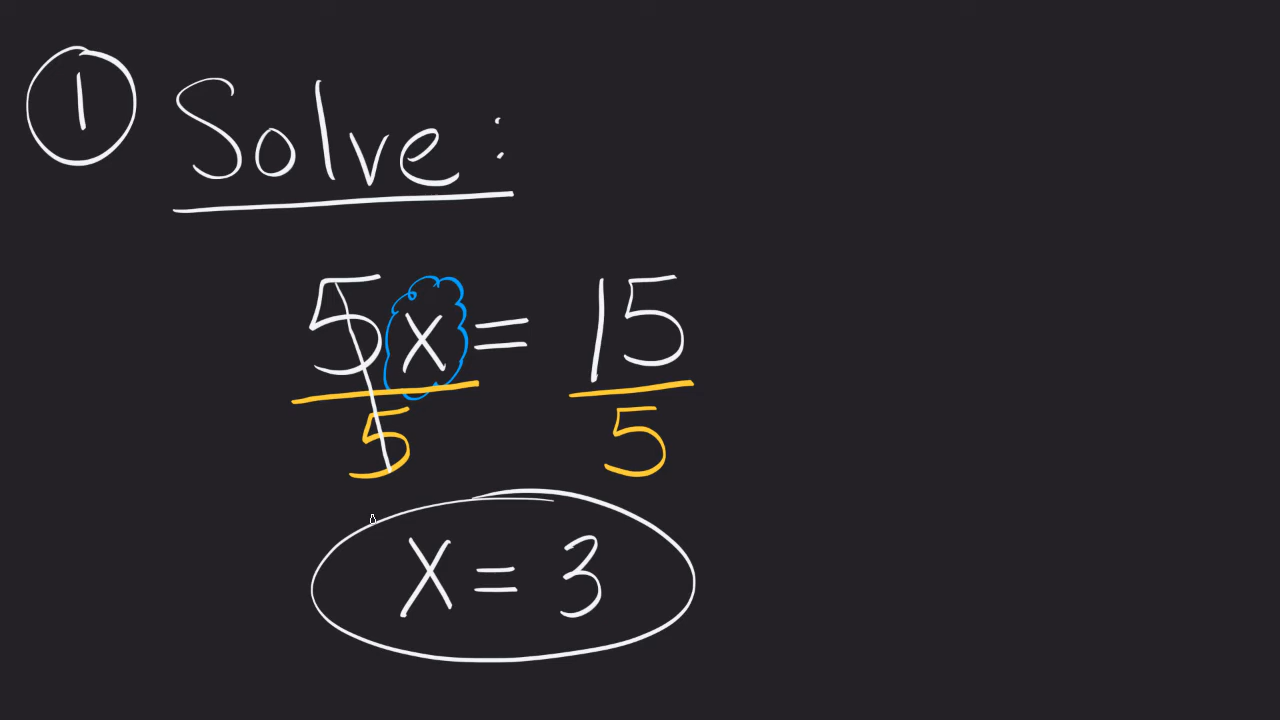 ① Solve:
5x = 15
5 5
x = 3